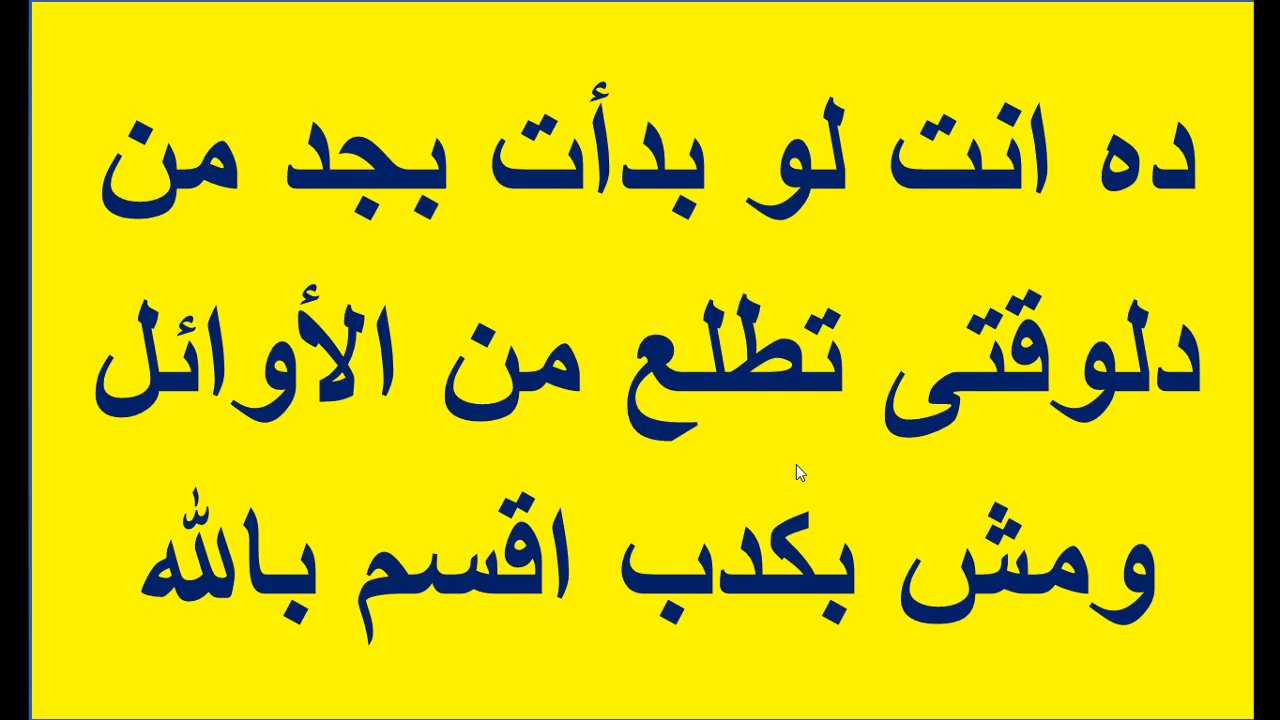 ده انت لو بدأت بجد من
دلوقتى تطلع من الأوائل
ومش بكدب اقسم بالله